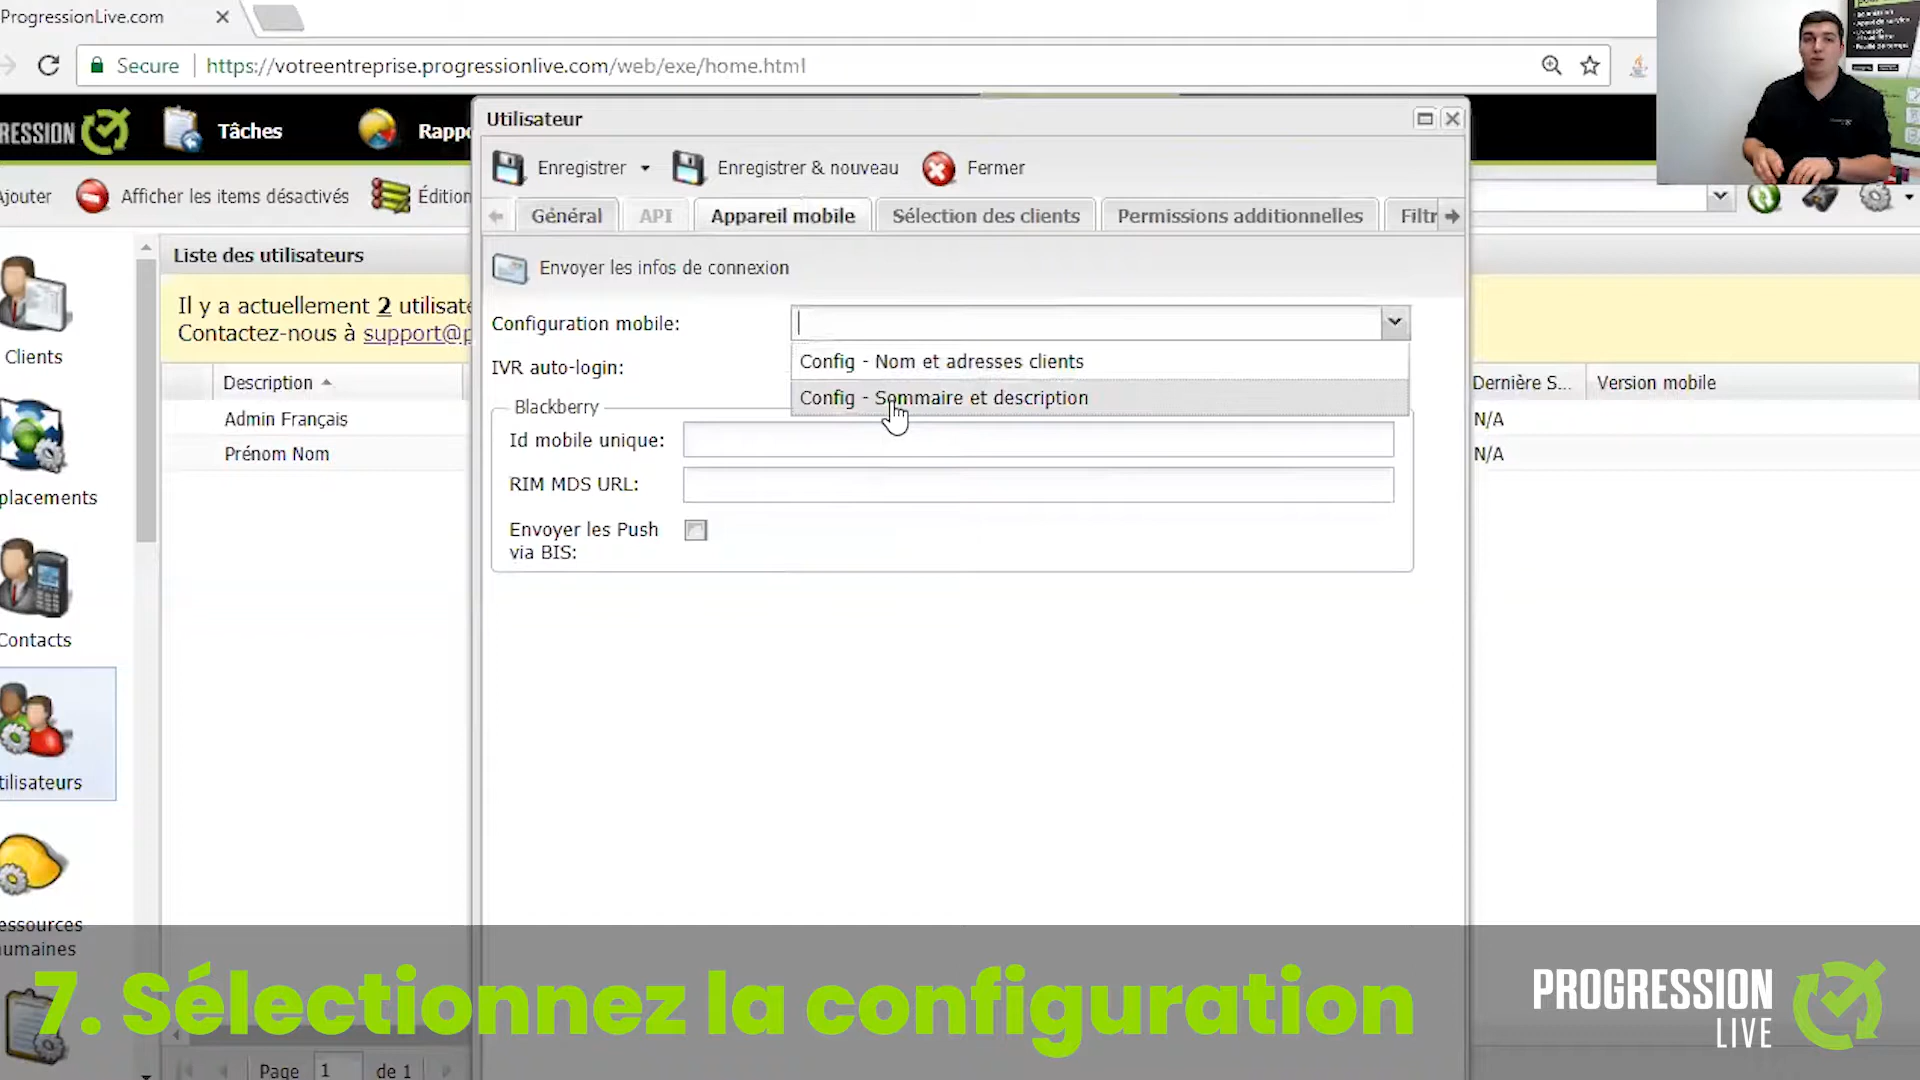 ProgressionLive.com
Secure
https://votreentreprise.progressionlive.com/web/exe/home.html
RESSION
Tâches
Rappo
Utilisateur
Enregistrer
Enregistrer & nouveau
Fermer
Ajouter
Afficher les items désactivés
Édition
Général
API
Appareil mobile
Sélection des clients
Permissions additionnelles
Filtr
Envoyer les infos de connexion
Liste des utilisateurs
Il y a actuellement 2 utilisate
Contactez-nous à support@p
Configuration mobile:
Config - Nom et adresses clients
Config - Sommaire et description
IVR auto-login:
Description
Dernière S...
Version mobile
Admin Français
N/A
Prénom Nom
N/A
Blackberry
Id mobile unique:
RIM MDS URL:
Envoyer les Push
via BIS:
Clients
placements
Contacts
tilisateurs
essources
umaines
7. Sélectionnez la configuration
PROGRESSION
LIVE
Page
1
de 1